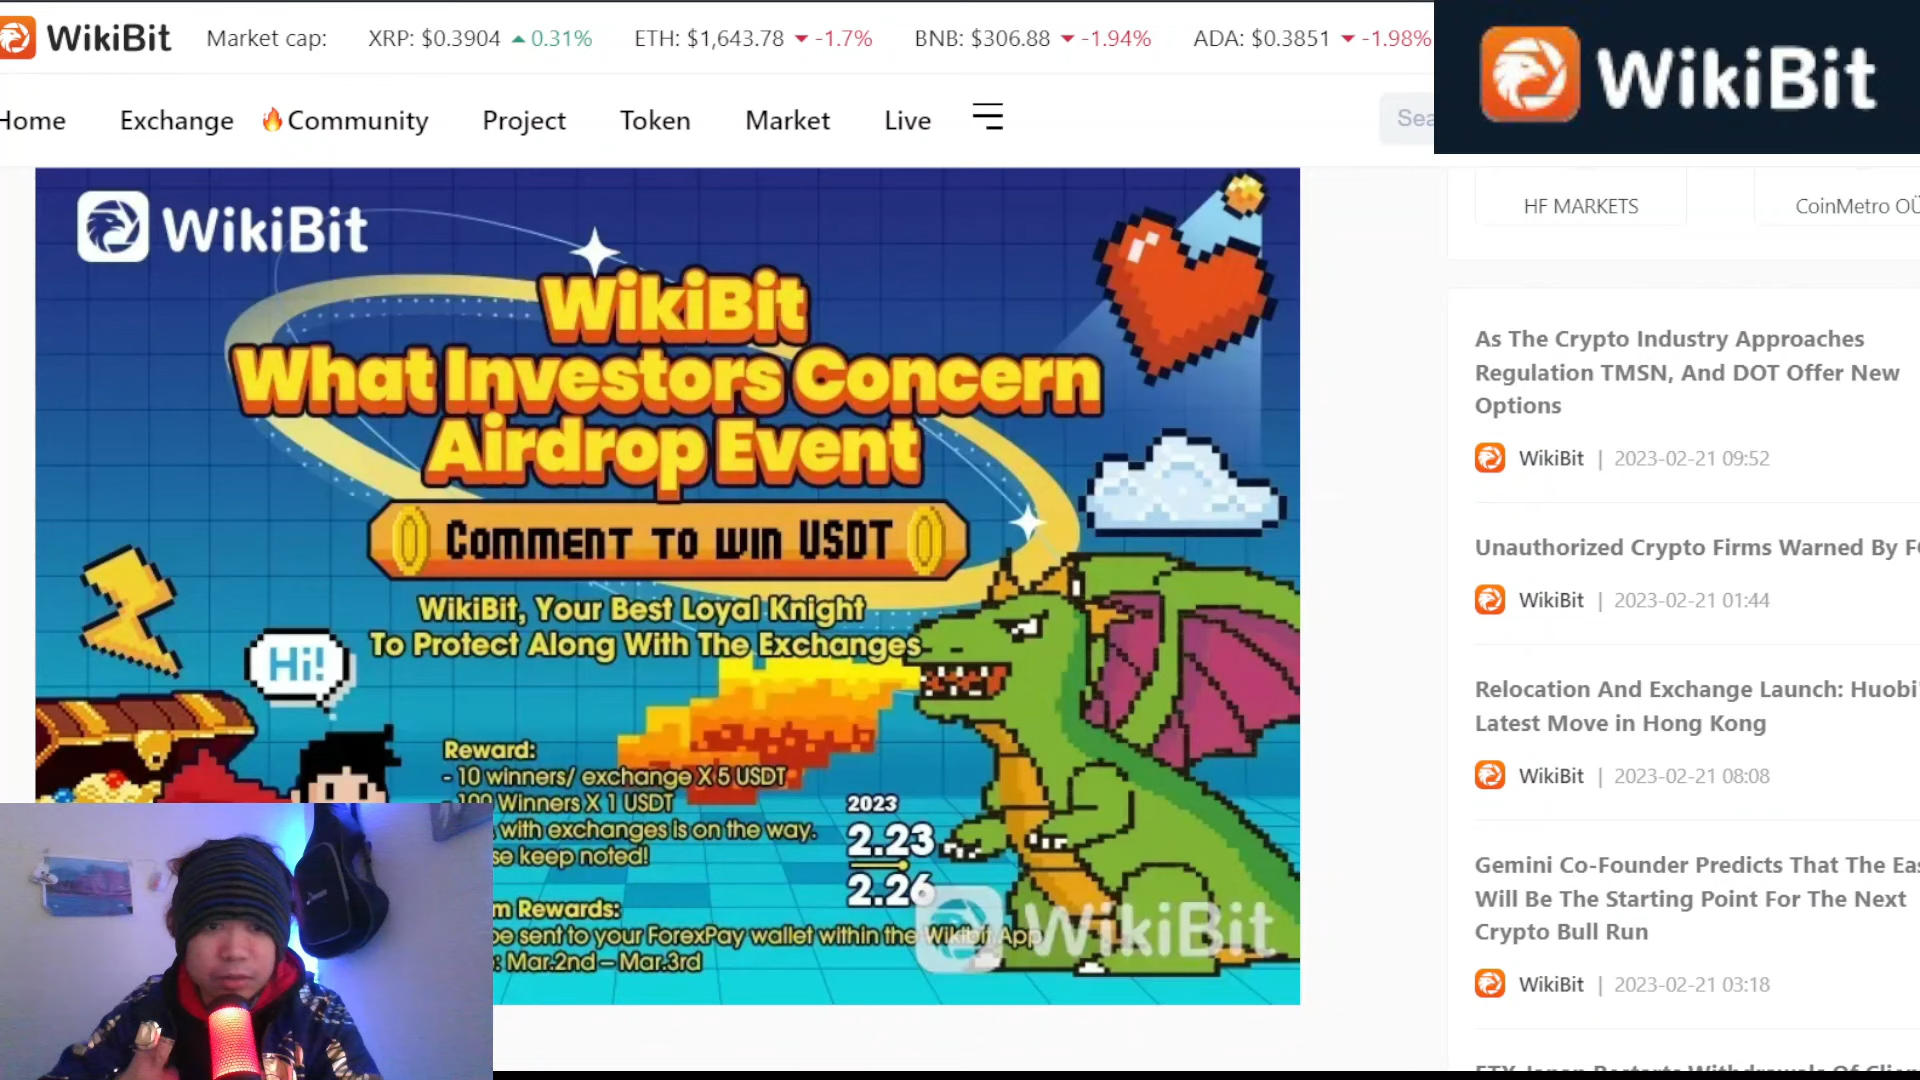 WikiBit
Market cap:
XRP: $0.3904 0.31%
ETH: $1,643.78 -1.7%
BNB: $306.88 -1.94%
ADA: $0.3851 -1.98%
WikiBit
Home
Exchange
Community
Project
Token
Market
Live
WikiBit
WikiBit
What Investors Concern
Airdrop Event
Comment to win USDT
WikiBit, Your Best Loyal Knight
To Protect Along With The Exchanges
Hi!
Reward:
- 10 winners/ exchange X 5 USDT
100 Winners X 1 USDT
with exchanges is on the way.
keep noted!
2023
2.23
2.26
Rewards:
be sent to your ForexPay wallet within the Wikibit App
: Mar.2nd – Mar.3rd
WikiBit
HF MARKETS
CoinMetro OÜ
As The Crypto Industry Approaches
Regulation TMSN, And DOT Offer New
Options
WikiBit | 2023-02-21 09:52
Unauthorized Crypto Firms Warned By
WikiBit | 2023-02-21 01:44
Relocation And Exchange Launch: Huobi'
Latest Move in Hong Kong
WikiBit | 2023-02-21 08:08
Gemini Co-Founder Predicts That The
Will Be The Starting Point For The Next
Crypto Bull Run
WikiBit | 2023-02-21 03:18